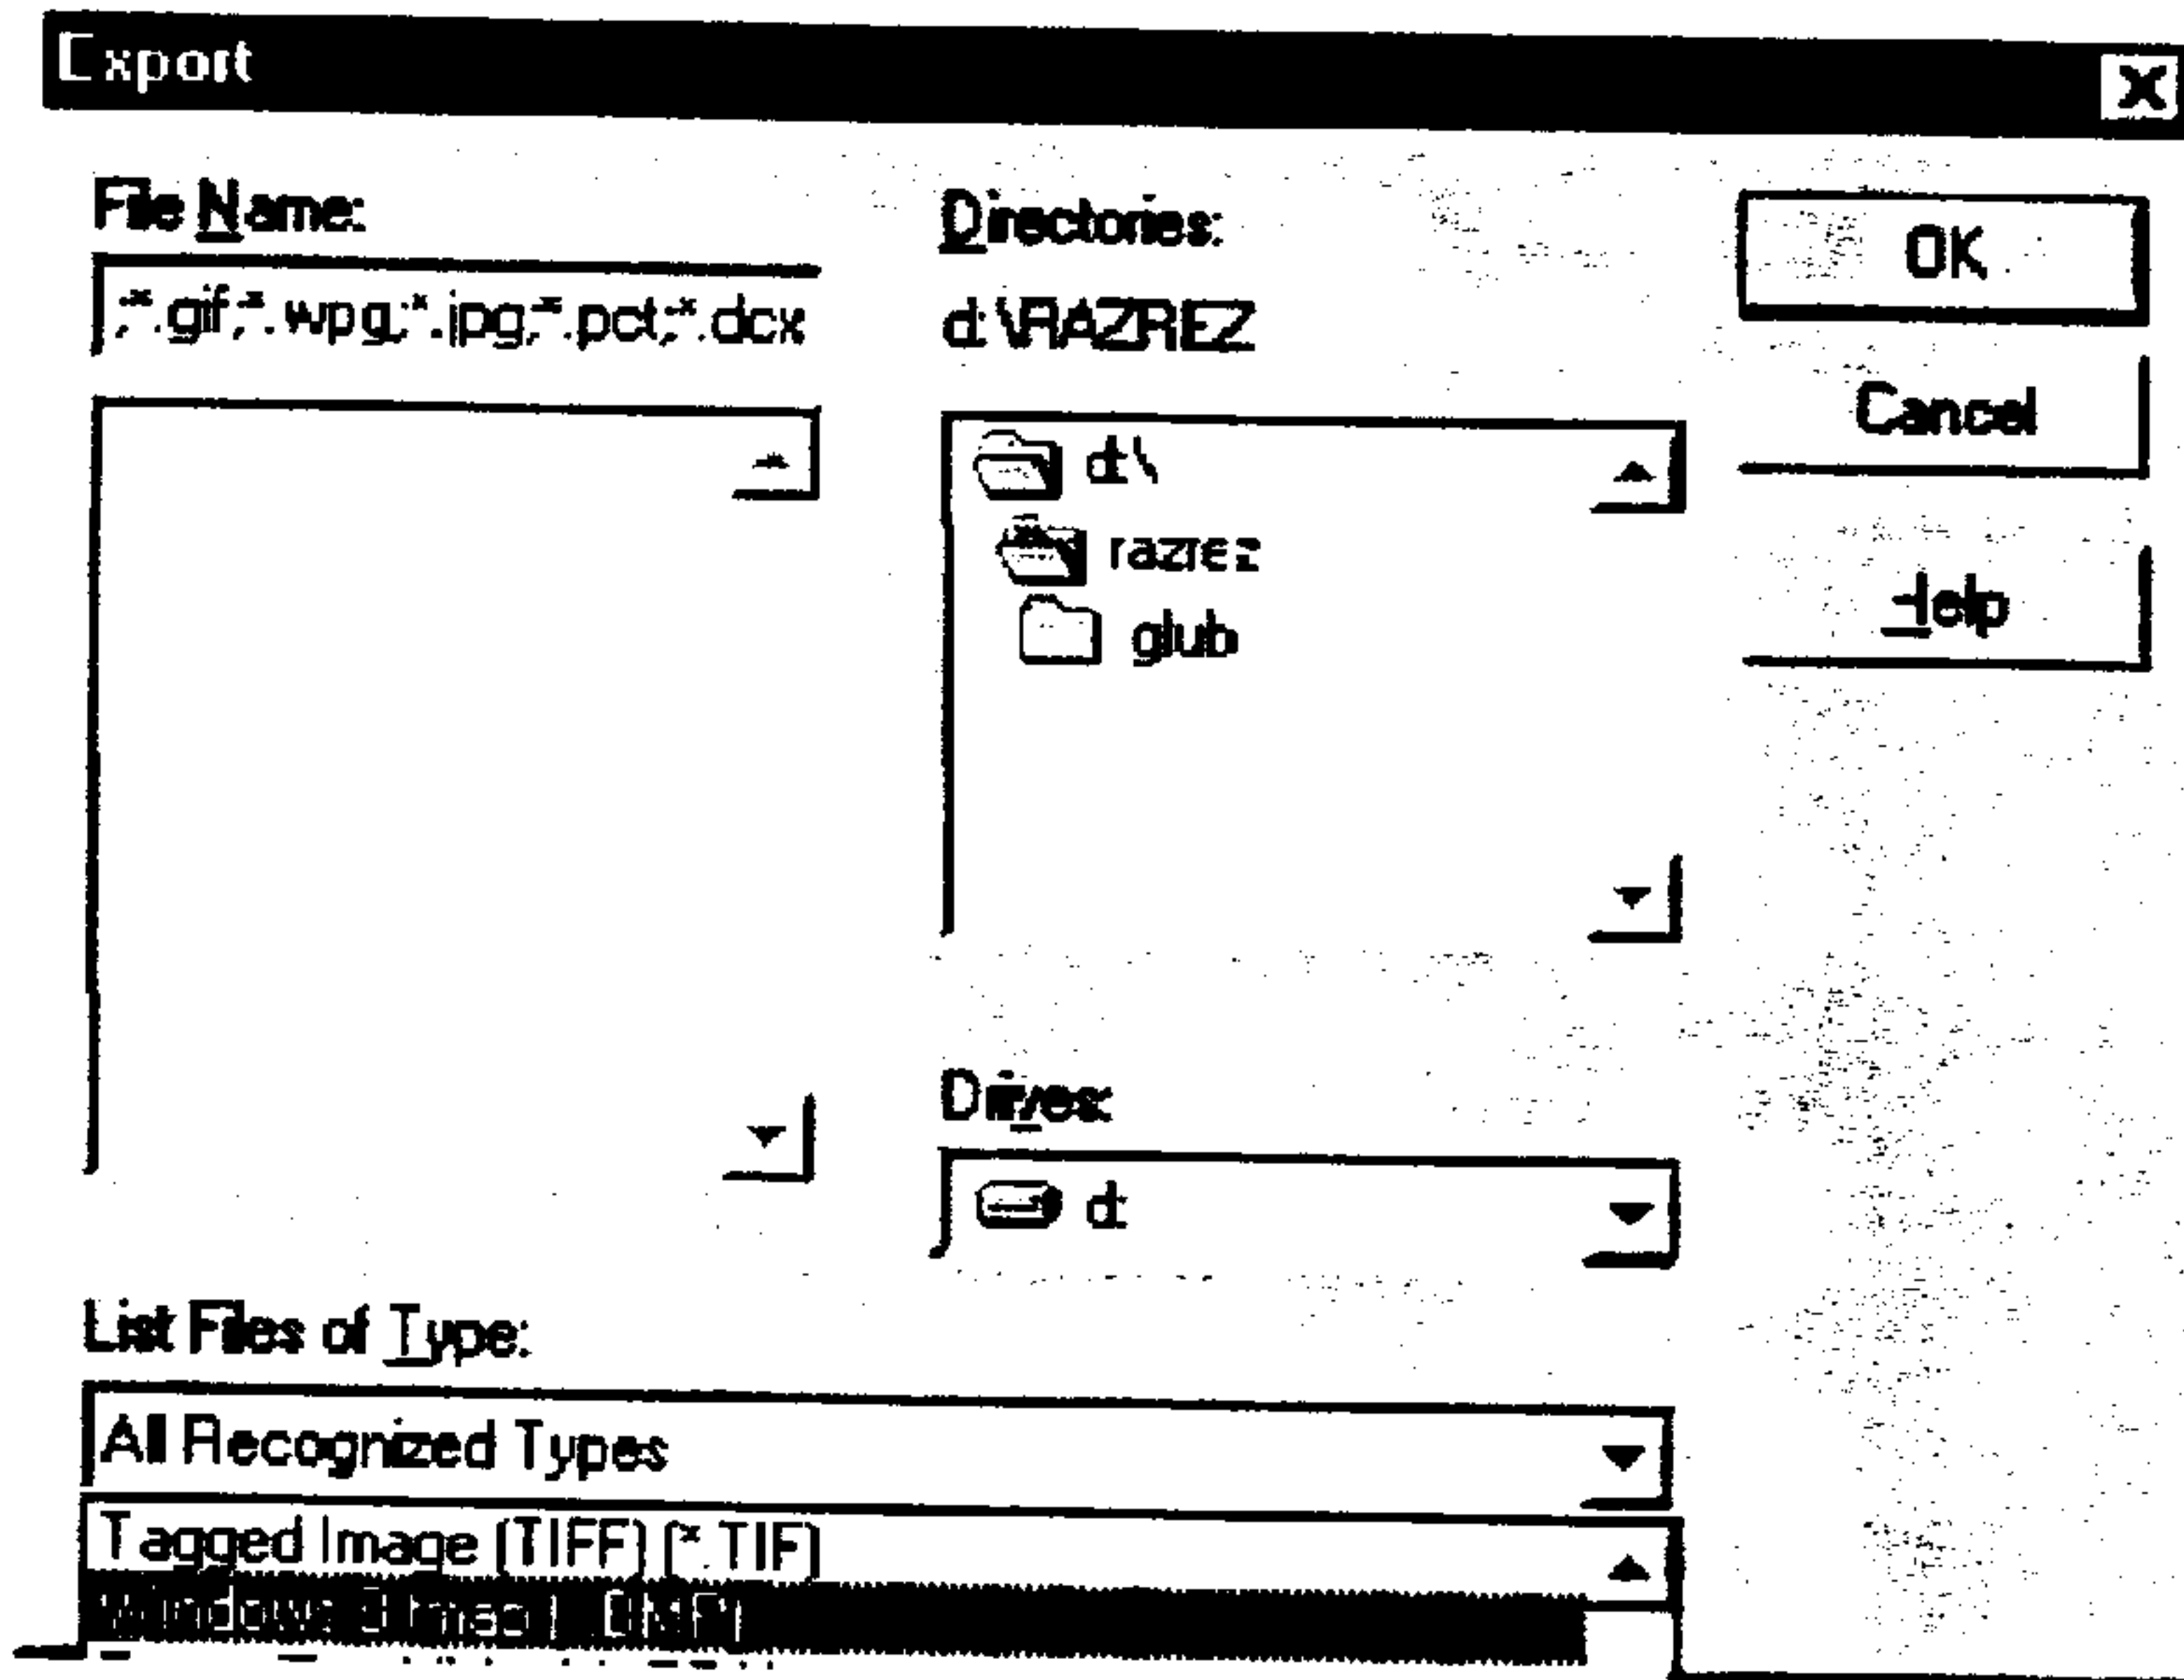 Export
File Name:
;*.gif;*.wpg;*.jpg;*.pct;*.dcx
Directories:
d:\RAZREZ
d:\
razrez
glub
OK
Cancel
Help
Drives:
d:
List Files of Type:
All Recognized Types
Tagged Image (TIFF) (*.TIF)